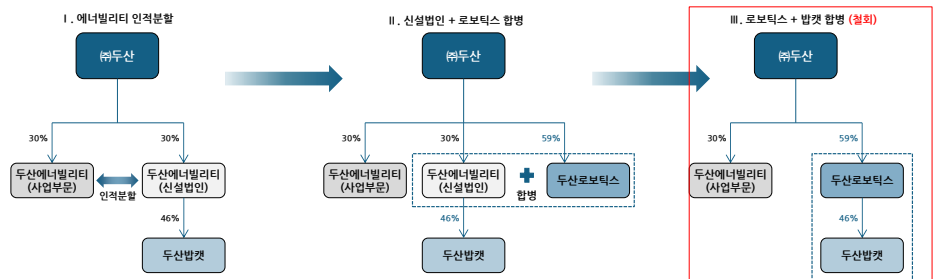 Ⅰ. 에너빌리티 인적분할
㈜두산
30%
30%
두산에너빌리티
(사업부문)
인적분할
두산에너빌리티
(신설법인)
46%
두산밥캣
Ⅱ. 신설법인 + 로보틱스 합병
㈜두산
30%
30%
59%
두산에너빌리티
(사업부문)
두산에너빌리티
(신설법인)
합병
두산로보틱스
46%
두산밥캣
Ⅲ. 로보틱스 + 밥캣 합병 (철회)
㈜두산
30%
59%
두산에너빌리티
(사업부문)
두산로보틱스
46%
두산밥캣